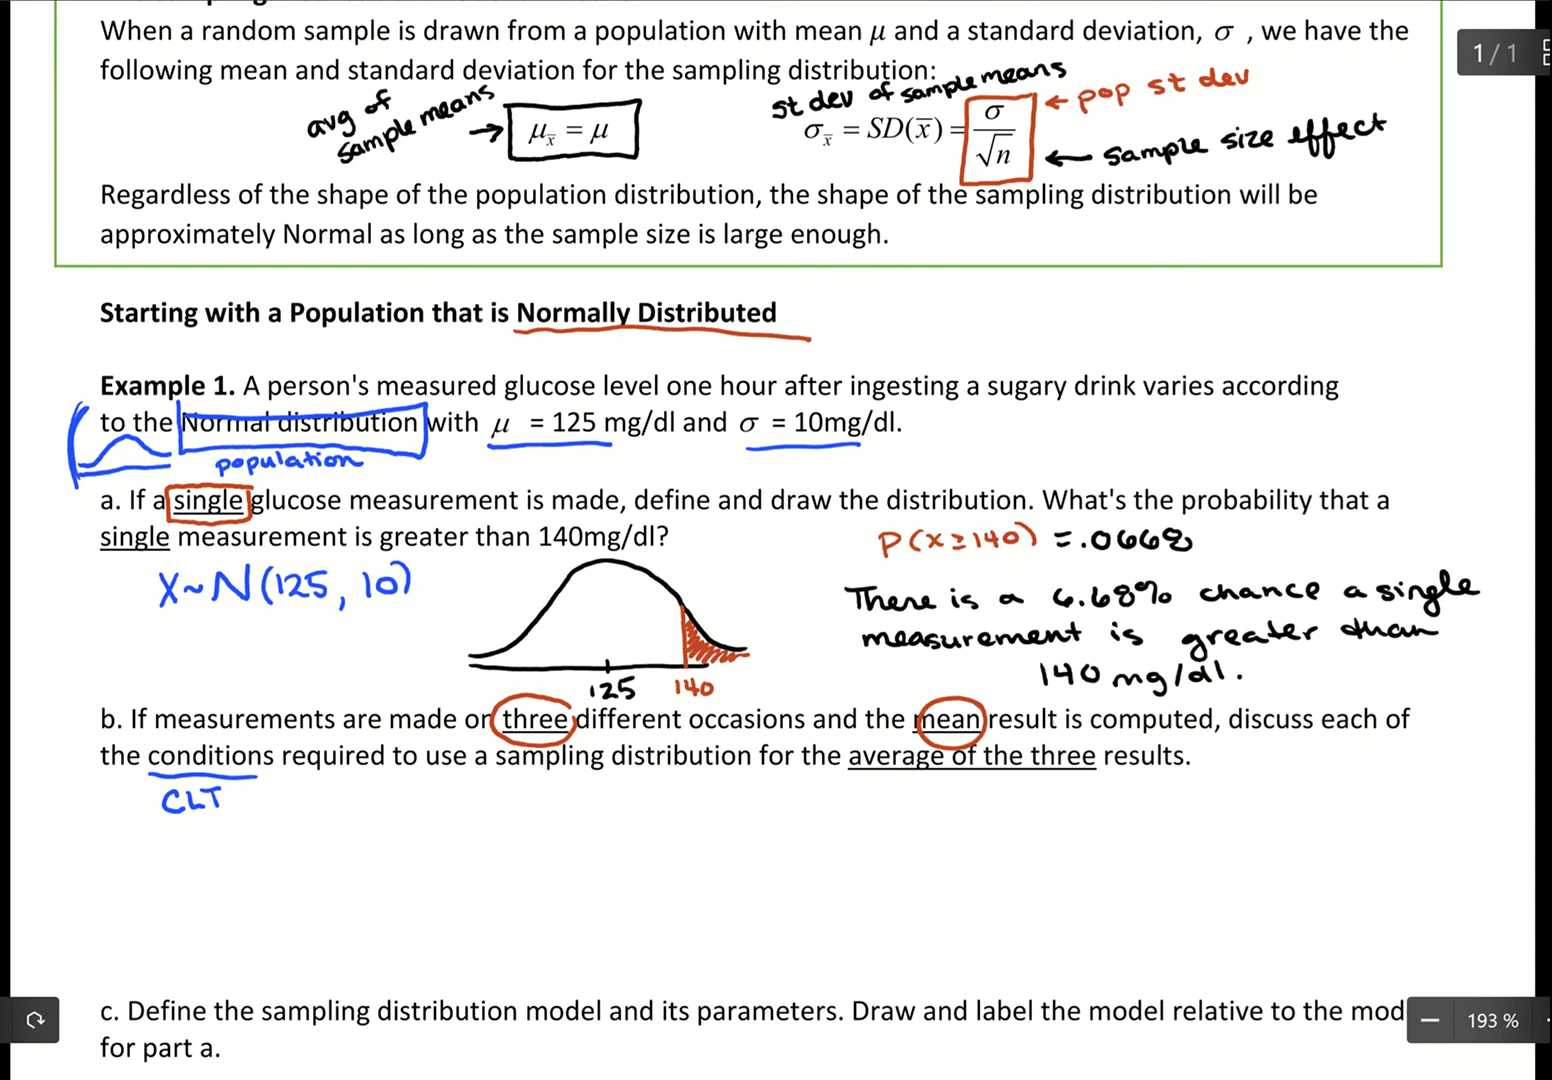 When a random sample is drawn from a population with mean μ and a standard deviation, σ , we have the
following mean and standard deviation for the sampling distribution:
avg of
sample means
→ μx̄ = μ
st dev of sample means
σx̄ = SD(x̄) = σ/√n
← pop st dev
← sample size effect
Regardless of the shape of the population distribution, the shape of the sampling distribution will be
approximately Normal as long as the sample size is large enough.
Starting with a Population that is Normally Distributed
Example 1. A person's measured glucose level one hour after ingesting a sugary drink varies according
to the Normal distribution with μ = 125 mg/dl and σ = 10mg/dl.
population
a. If a single glucose measurement is made, define and draw the distribution. What's the probability that a
single measurement is greater than 140mg/dl?
P(x ≥ 140) = .0668
X~N(125, 10)
There is a 6.68% chance a single
measurement is greater than
140 mg/dl.
125 140
b. If measurements are made on three different occasions and the mean result is computed, discuss each of
the conditions required to use a sampling distribution for the average of the three results.
CLT
c. Define the sampling distribution model and its parameters. Draw and label the model relative to the mod
for part a.
1 / 1
193 %